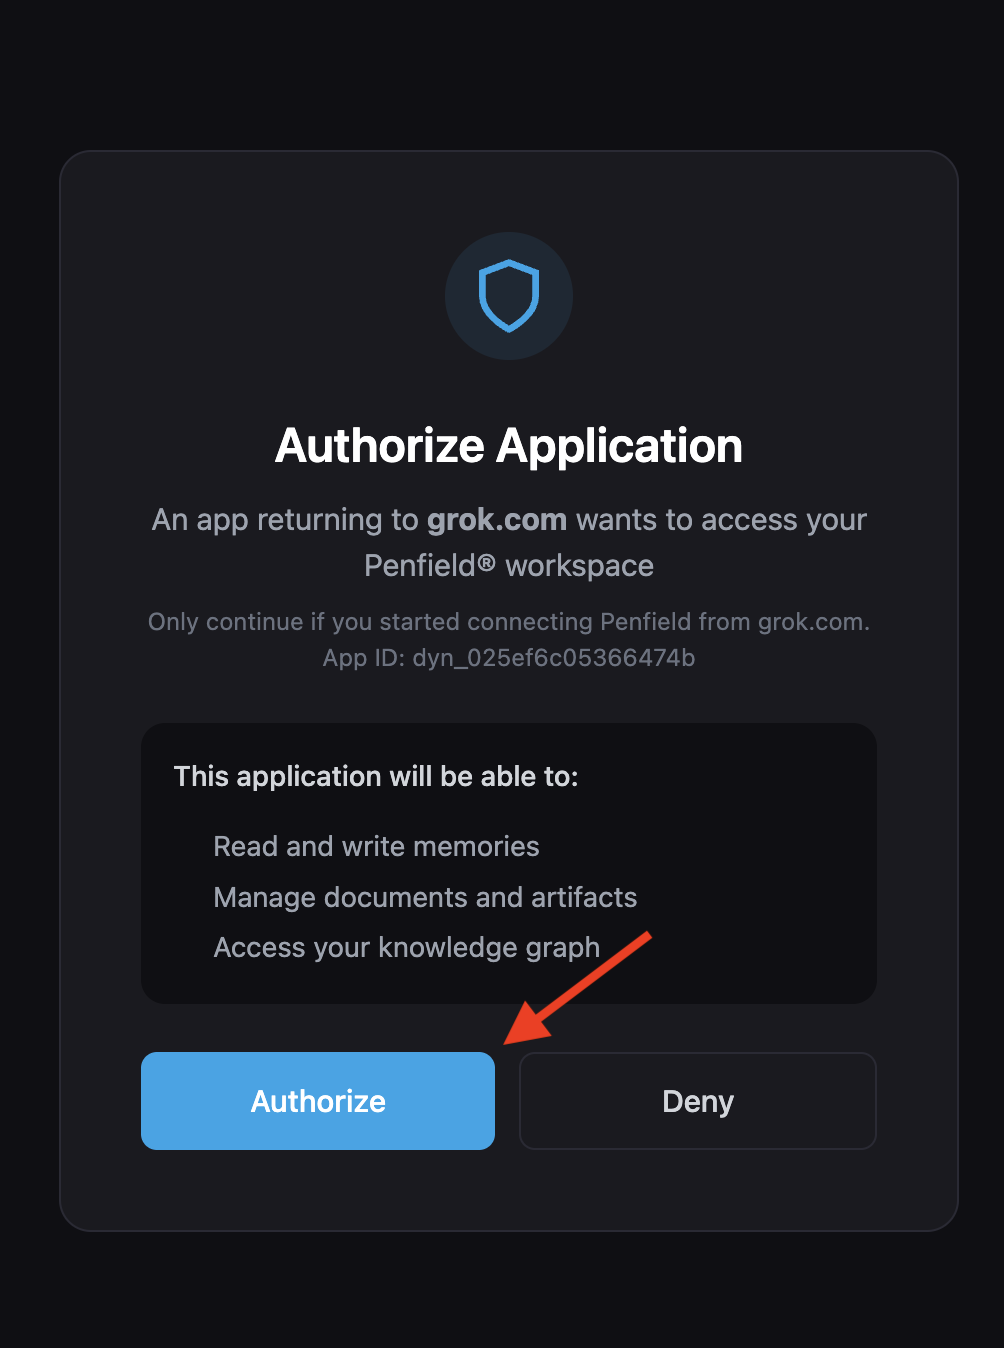 Authorize Application
An app returning to grok.com wants to access your
Penfield® workspace
Only continue if you started connecting Penfield from grok.com.
App ID: dyn_025ef6c05366474b
This application will be able to:
Read and write memories
Manage documents and artifacts
Access your knowledge graph
Authorize
Deny